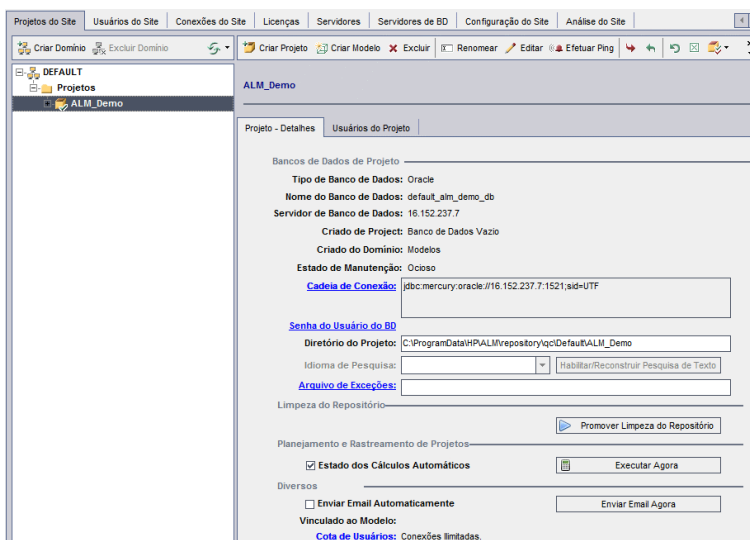 Projetos do Site Usuários do Site Conexões do Site Licenças Servidores Servidores de BD Configuração do Site Análise do Site
Criar Domínio Excluir Domínio Criar Projeto Criar Modelo Excluir Renomear Editar Efetuar Ping
DEFAULT
Projetos
ALM_Demo
ALM_Demo
Projeto - Detalhes Usuários do Projeto
Bancos de Dados de Projeto
Tipo de Banco de Dados: Oracle
Nome do Banco de Dados: default_alm_demo_db
Servidor de Banco de Dados: 16.152.237.7
Criado de Project: Banco de Dados Vazio
Criado do Domínio: Modelos
Estado de Manutenção: Ocioso
Cadeia de Conexão: jdbc:mercury:oracle://16.152.237.7:1521;sid=UTF
Senha do Usuário do BD
Diretório do Projeto: C:\ProgramData\HP\ALM\repository\qc\Default\ALM_Demo
Idioma de Pesquisa: Habilitar/Reconstruir Pesquisa de Texto
Arquivo de Exceções:
Limpeza do Repositório
Promover Limpeza do Repositório
Planejamento e Rastreamento de Projetos
Estado dos Cálculos Automáticos Executar Agora
Diversos
Enviar Email Automaticamente Enviar Email Agora
Vinculado ao Modelo:
Cota de Usuários: Conexões Ilimitadas.